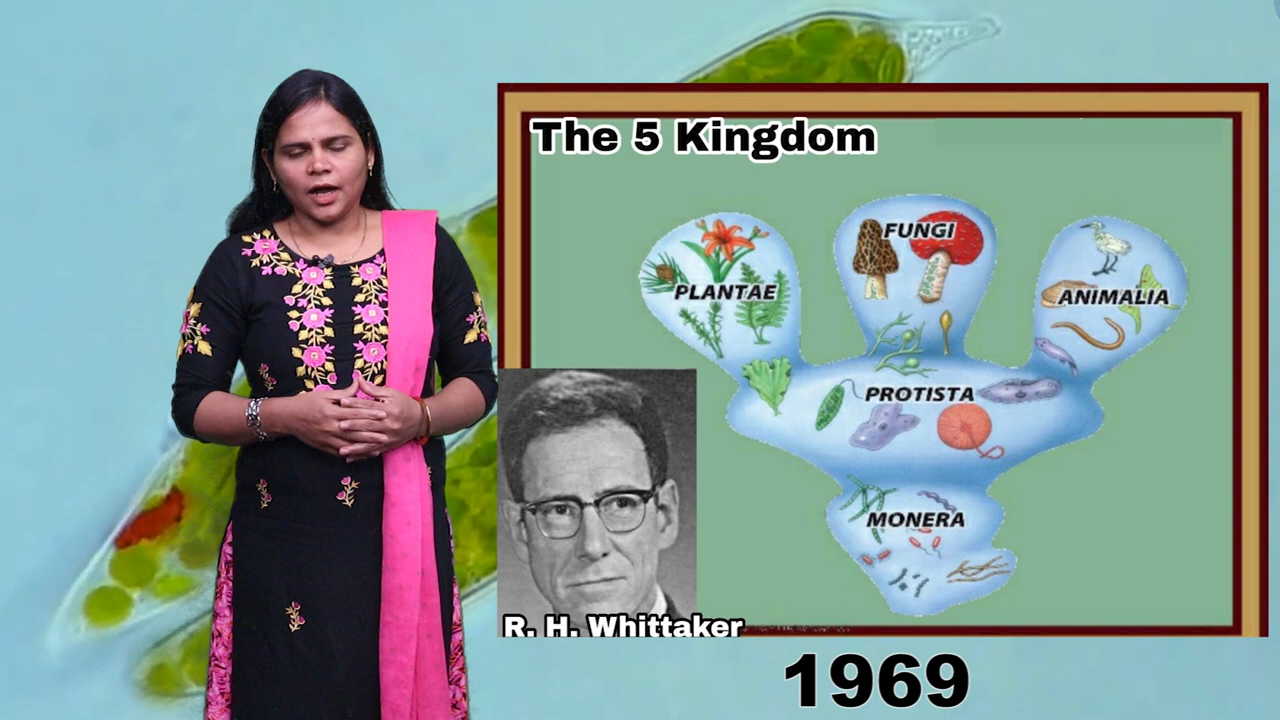 The 5 Kingdom
FUNGI
PLANTAE
ANIMALIA
PROTISTA
MONERA
R. H. Whittaker
1969